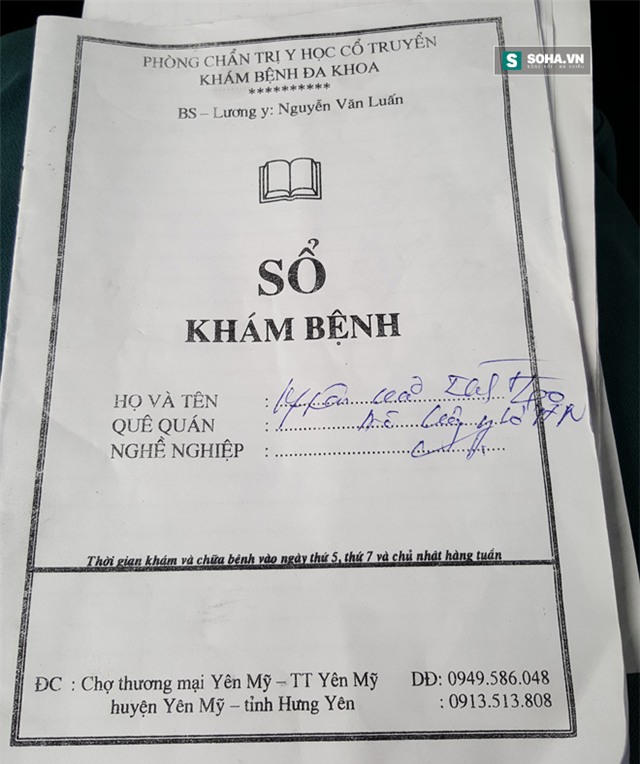 PHÒNG CHẨN TRỊ Y HỌC CỔ TRUYỀN
KHÁM BỆNH ĐA KHOA
**********
BS – Lương y: Nguyễn Văn Luấn
S SOHA.VN
SỔ
KHÁM BỆNH
HỌ VÀ TÊN :
QUÊ QUÁN :
NGHỀ NGHIỆP :
Thời gian khám và chữa bệnh vào ngày thứ 5, thứ 7 và chủ nhật hàng tuần
ĐC : Chợ thương mại Yên Mỹ – TT Yên Mỹ
huyện Yên Mỹ – tỉnh Hưng Yên
DĐ: 0949.586.048
: 0913.513.808